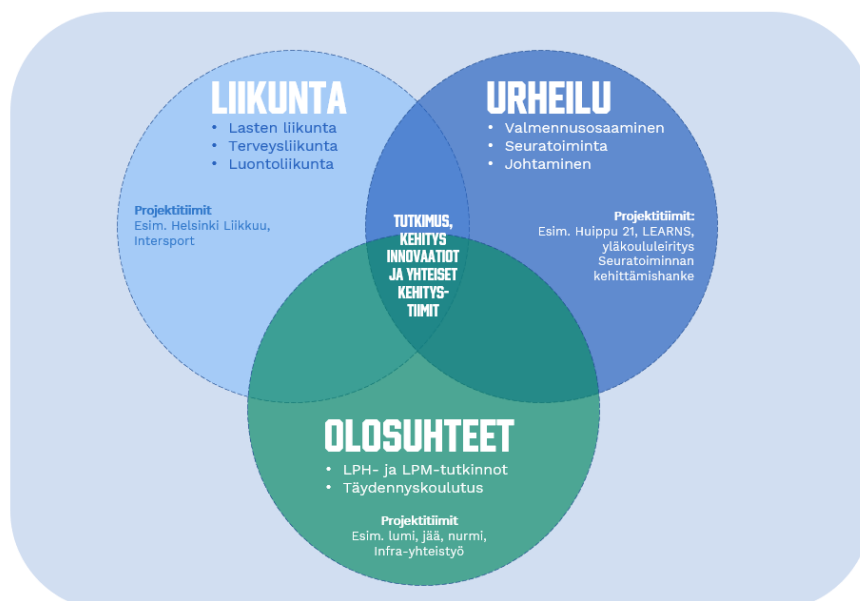 LIIKUNTA
• Lasten liikunta
• Terveysliikunta
• Luontoliikunta
Projektitiimit
Esim. Helsinki Liikkuu,
Intersport
URHEILU
• Valmennusosaaminen
• Seuratoiminta
• Johtaminen
Projektitiimit:
Esim. Huippu 21, LEARNS,
yläkoululeiritys
Seuratoiminnan
kehittämishanke
TUTKIMUS,
KEHITYS
INNOVAATIOT
JA YHTEISET
KEHITYS-
TIIMIT
OLOSUHTEET
• LPH- ja LPM-tutkinnot
• Täydennyskoulutus
Projektitiimit
Esim. lumi, jää, nurmi,
Infra-yhteistyö